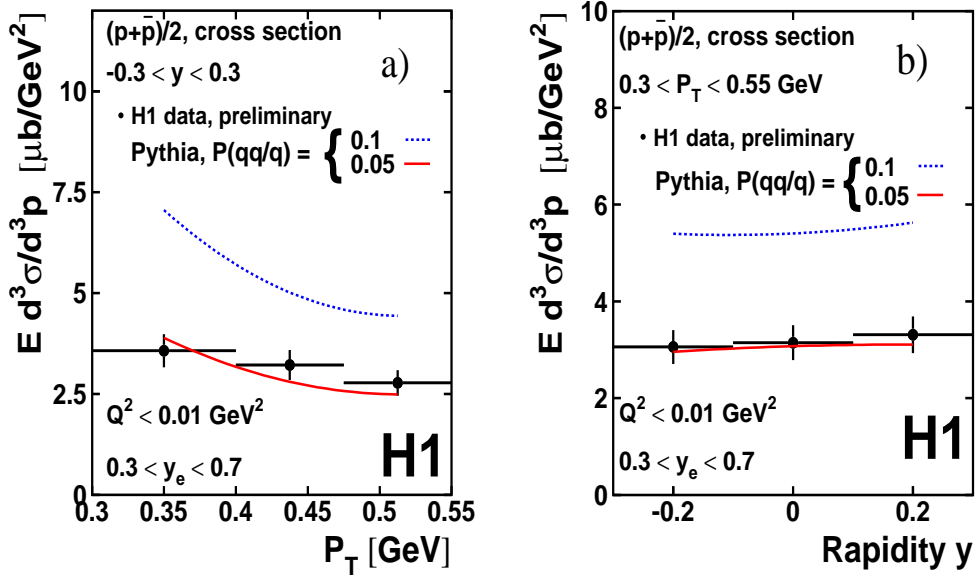 (p+p̄)/2, cross section
-0.3 < y < 0.3
a)
• H1 data, preliminary
Pythia, P(qq/q) = { 0.1
0.05
E d³σ/d³p [μb/GeV²]
10
7.5
5
2.5
0
Q² < 0.01 GeV²
0.3 < yₑ < 0.7
H1
0.3 0.35 0.4 0.45 0.5 0.55
P_T [GeV]
(p+p̄)/2, cross section
0.3 < P_T < 0.55 GeV
b)
• H1 data, preliminary
Pythia, P(qq/q) = { 0.1
0.05
E d³σ/d³p [μb/GeV²]
10
8
6
4
2
0
Q² < 0.01 GeV²
0.3 < yₑ < 0.7
H1
-0.2 0 0.2
Rapidity y